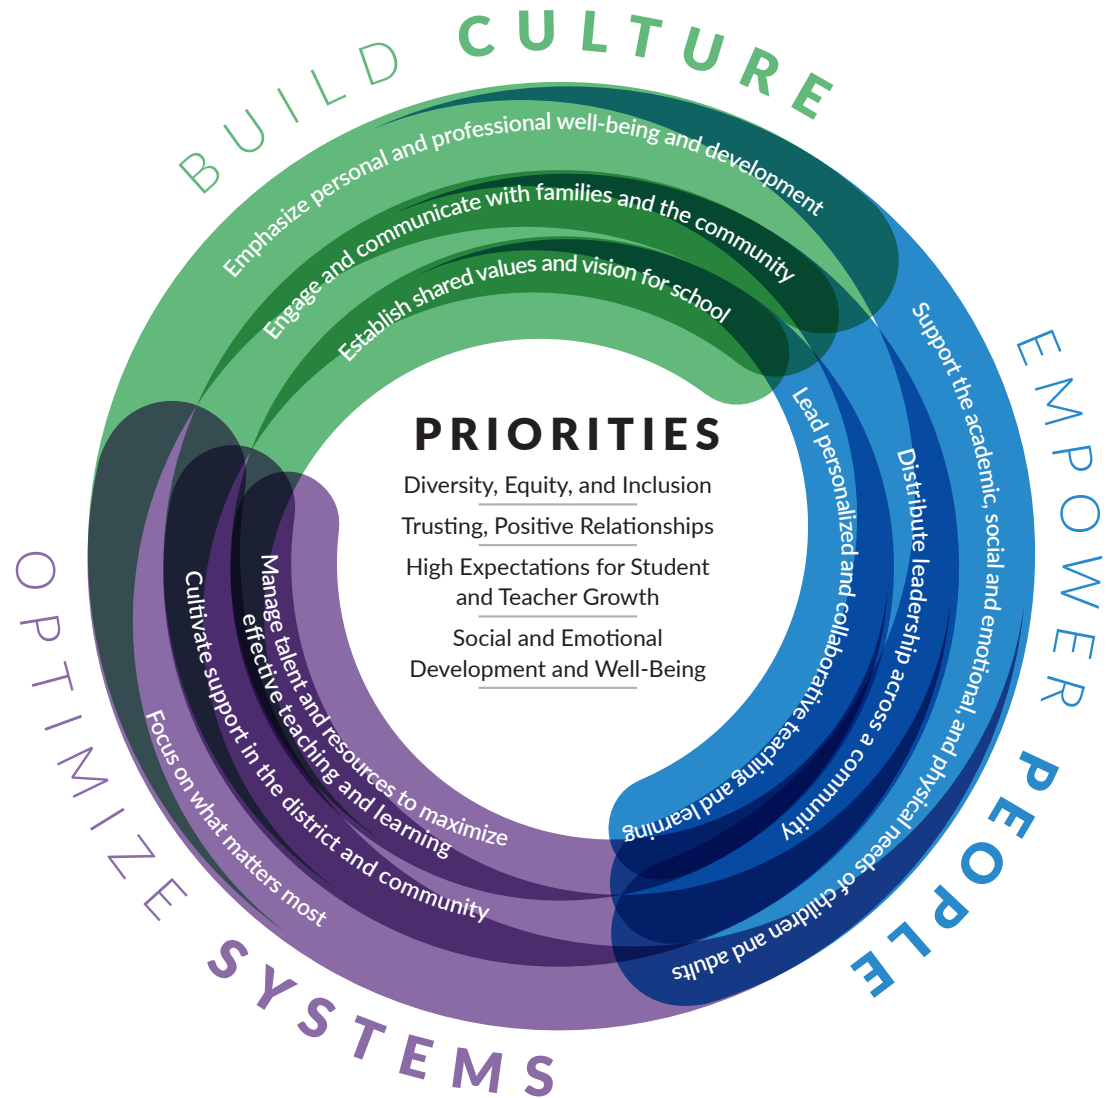 BUILD CULTURE
Emphasize personal and professional well-being and development
Engage and communicate with families and the community
Establish shared values and vision for school
EMPOWER PEOPLE
Support the academic, social and emotional, and physical needs of children and adults
Distribute leadership across a community
Lead personalized and collaborative teaching and learning
OPTIMIZE SYSTEMS
Focus on what matters most
Cultivate support in the district and community
Manage talent and resources to maximize
effective teaching and learning
PRIORITIES
Diversity, Equity, and Inclusion
Trusting, Positive Relationships
High Expectations for Student
and Teacher Growth
Social and Emotional
Development and Well-Being